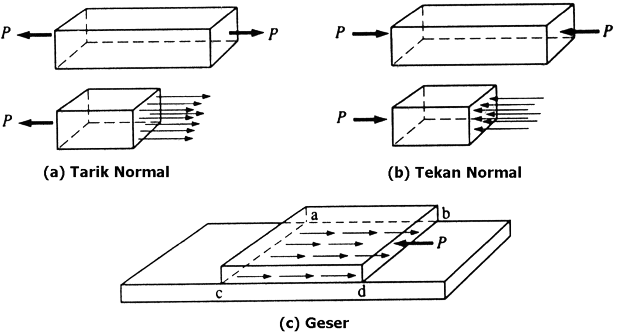 P P
P P
P
P
(a) Tarik Normal
(b) Tekan Normal
a
b
P
c
d
(c) Geser